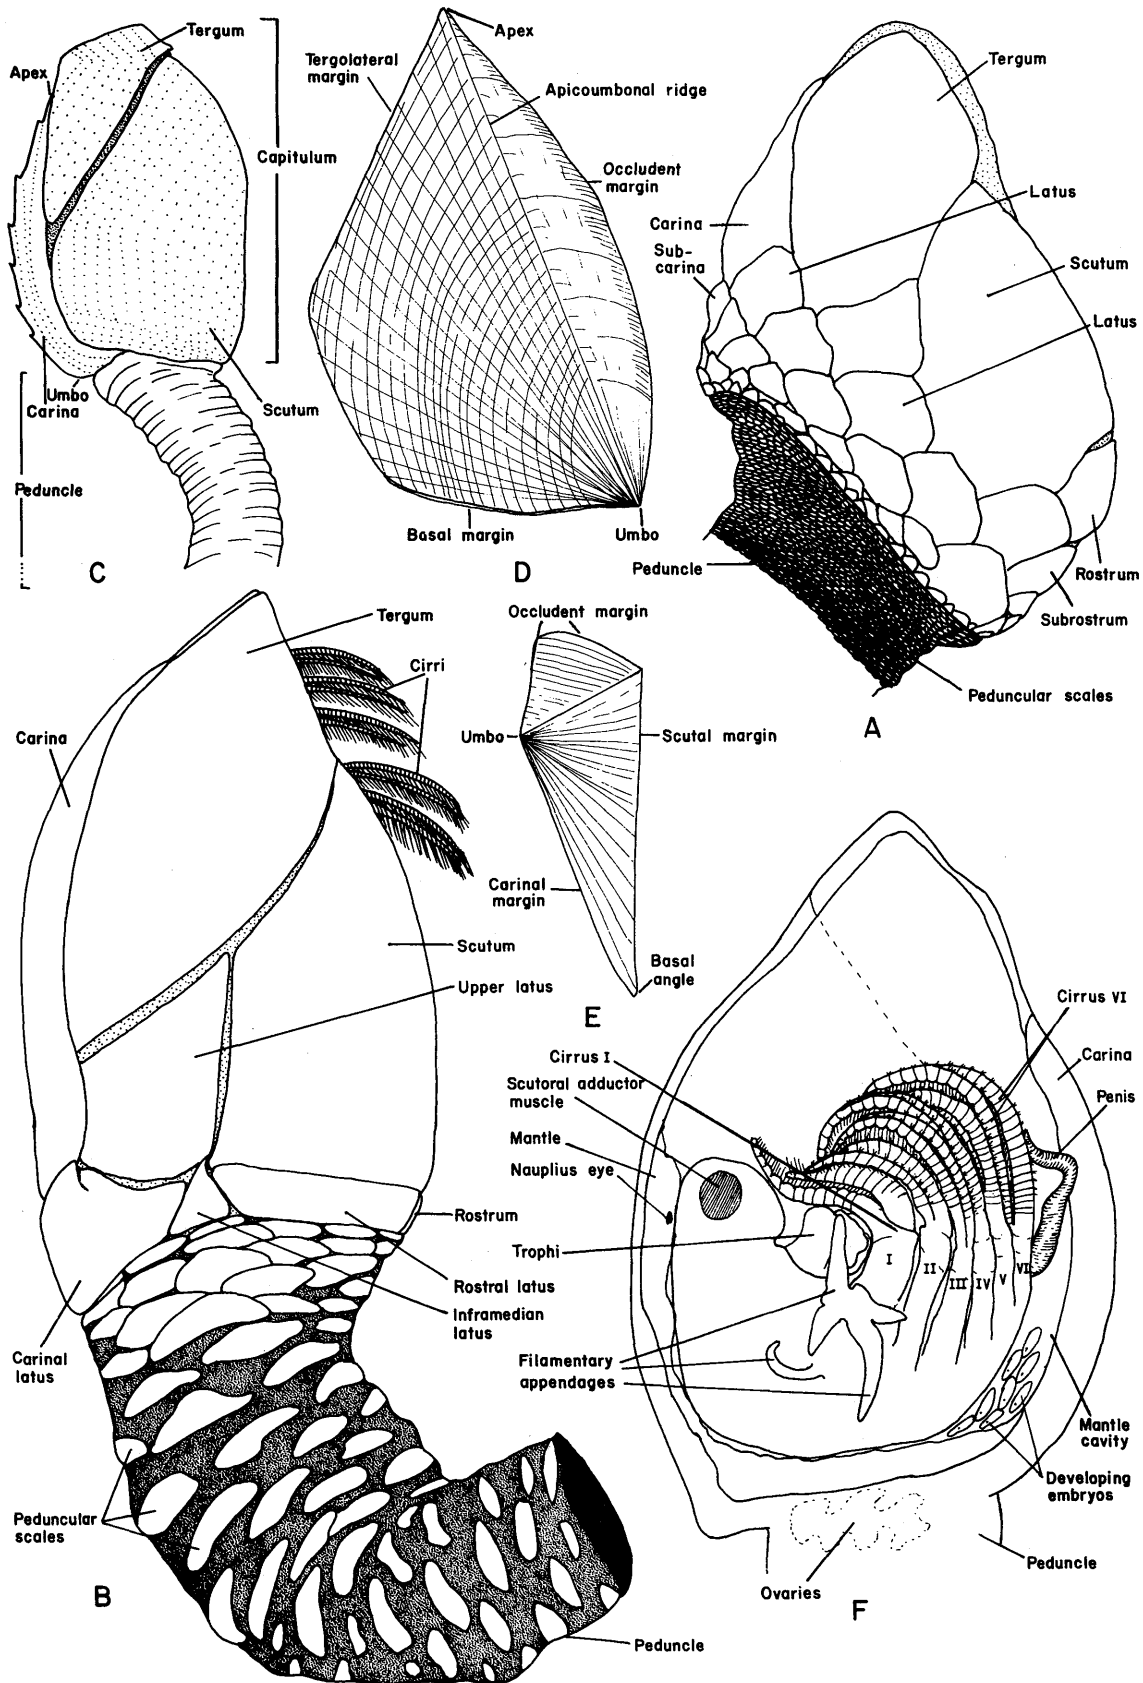 Tergum
Apex
Capitulum
Umbo
Carina
Scutum
Peduncle
C
Apex
Tergolateral
margin
Apicoumbonal ridge
Occludent
margin
Basal margin
Umbo
D
Tergum
Latus
Carina
Sub-
carina
Scutum
Latus
Peduncle
Rostrum
Subrostrum
Peduncular scales
A
Tergum
Cirri
Carina
Scutum
Upper latus
Rostrum
Rostral latus
Inframedian
latus
Carinal
latus
Peduncular
scales
Peduncle
B
Occludent margin
Umbo
Scutal margin
Carinal
margin
Basal
angle
E
Cirrus VI
Cirrus I
Carina
Scutoral adductor
muscle
Penis
Mantle
Nauplius eye
Trophi
I
II
III
IV
V
VI
Filamentary
appendages
Mantle
cavity
Developing
embryos
Peduncle
Ovaries
F